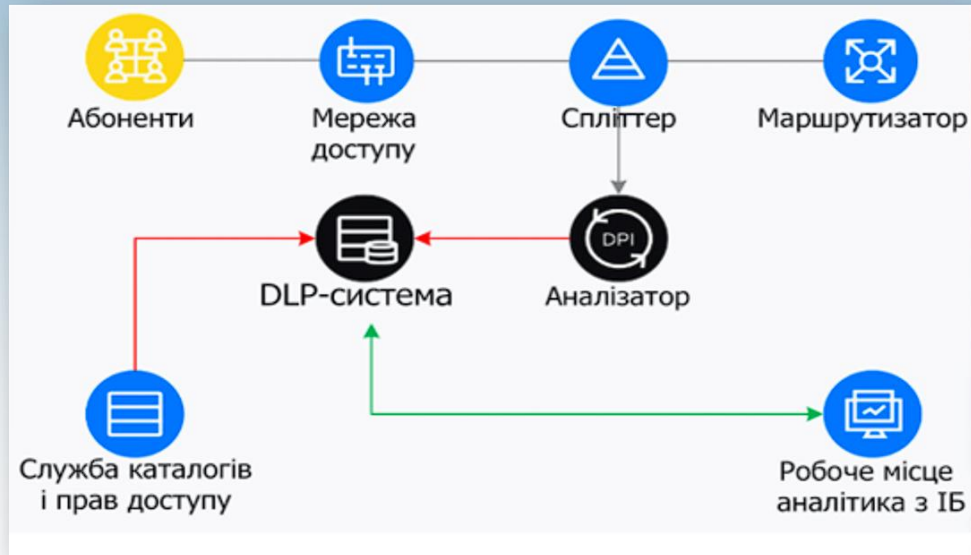 Абоненти
Мережа
доступу
Спліттер
Маршрутизатор
DLP-система
DPI
Аналізатор
Служба каталогів
і прав доступу
Робоче місце
аналітика з ІБ